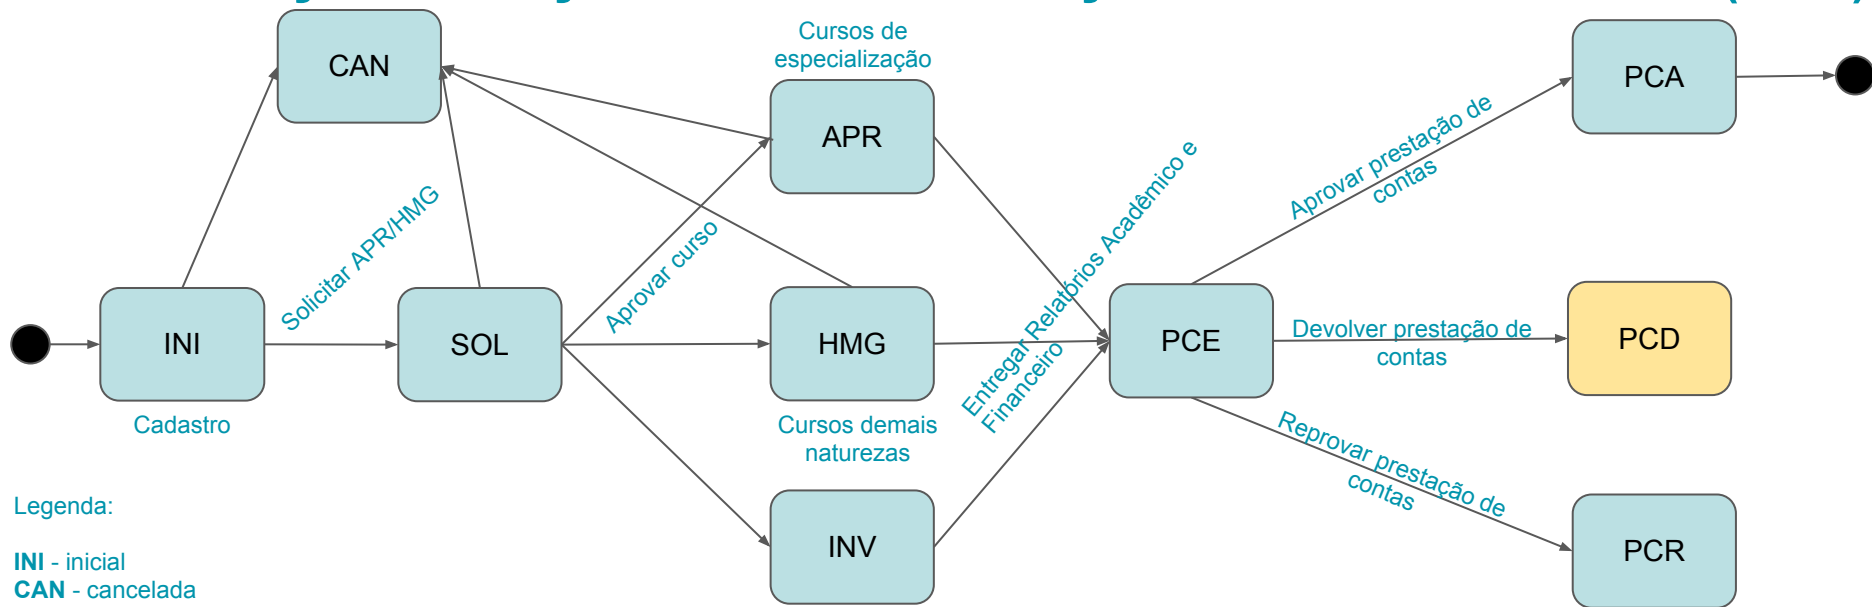 Cursos de
especialização
CAN
PCA
APR
Aprovar prestação de
contas
Solicitar APR/HMG
Aprovar curso
Entregar Relatórios Acadêmico e
Financeiro
INI
SOL
HMG
PCE
Devolver prestação de
contas
PCD
Cadastro
Cursos demais
naturezas
Reprovar prestação de
contas
INV
PCR
Legenda:
INI - inicial
CAN - cancelada